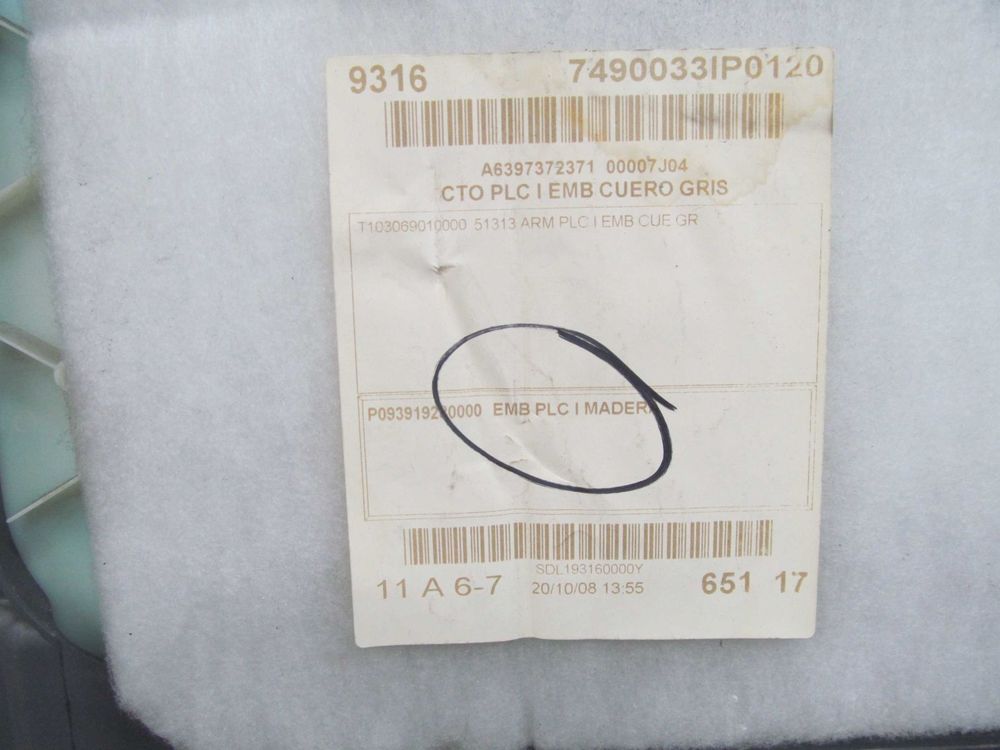 9316 7490033IP0120
A6397372371 00007J04
CTO PLC I EMB CUERO GRIS
T103069010000 51313 ARM PLC I EMB CUE GR
EMB PLC I MADERA
SDL193160000Y
11 A 6-7 20/10/08 13:55 651 17